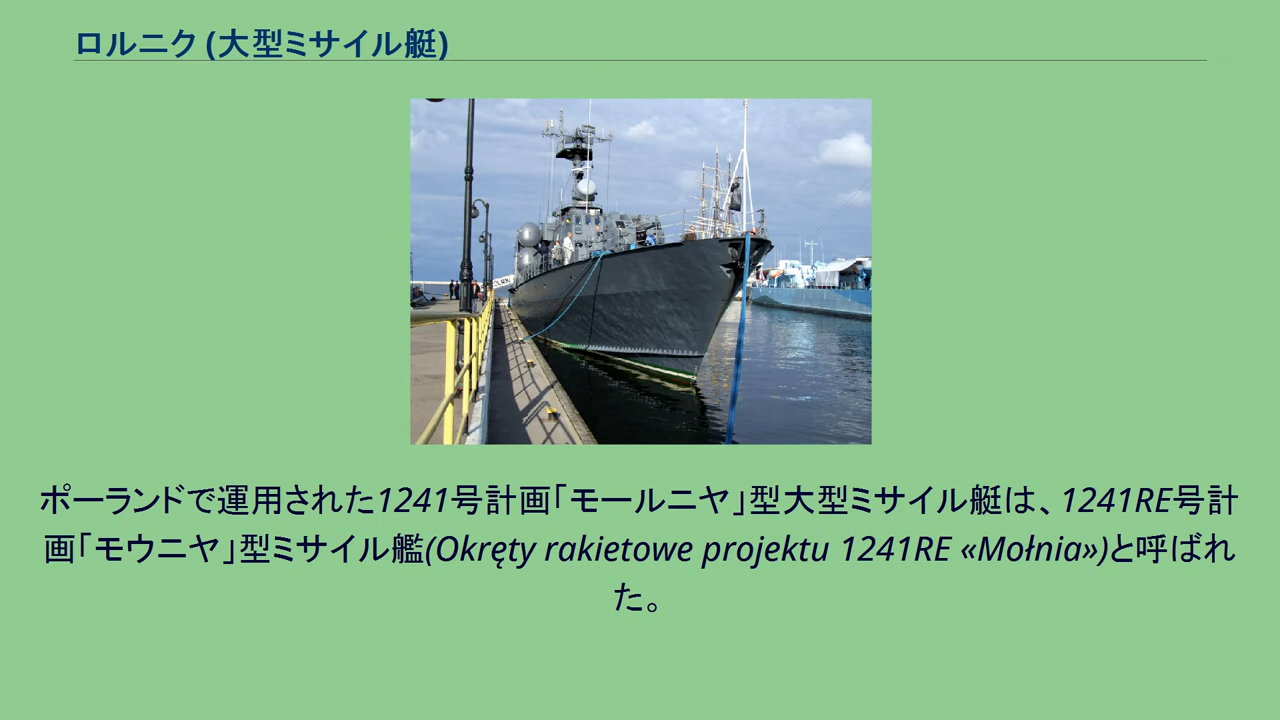 ロルニク (大型ミサイル艇)
ポーランドで運用された1241号計画「モールニヤ」型大型ミサイル艇は、1241RE号計
画「モウニヤ」型ミサイル艦(Okręty rakietowe projektu 1241RE «Mołnia»)と呼ばれ
た。